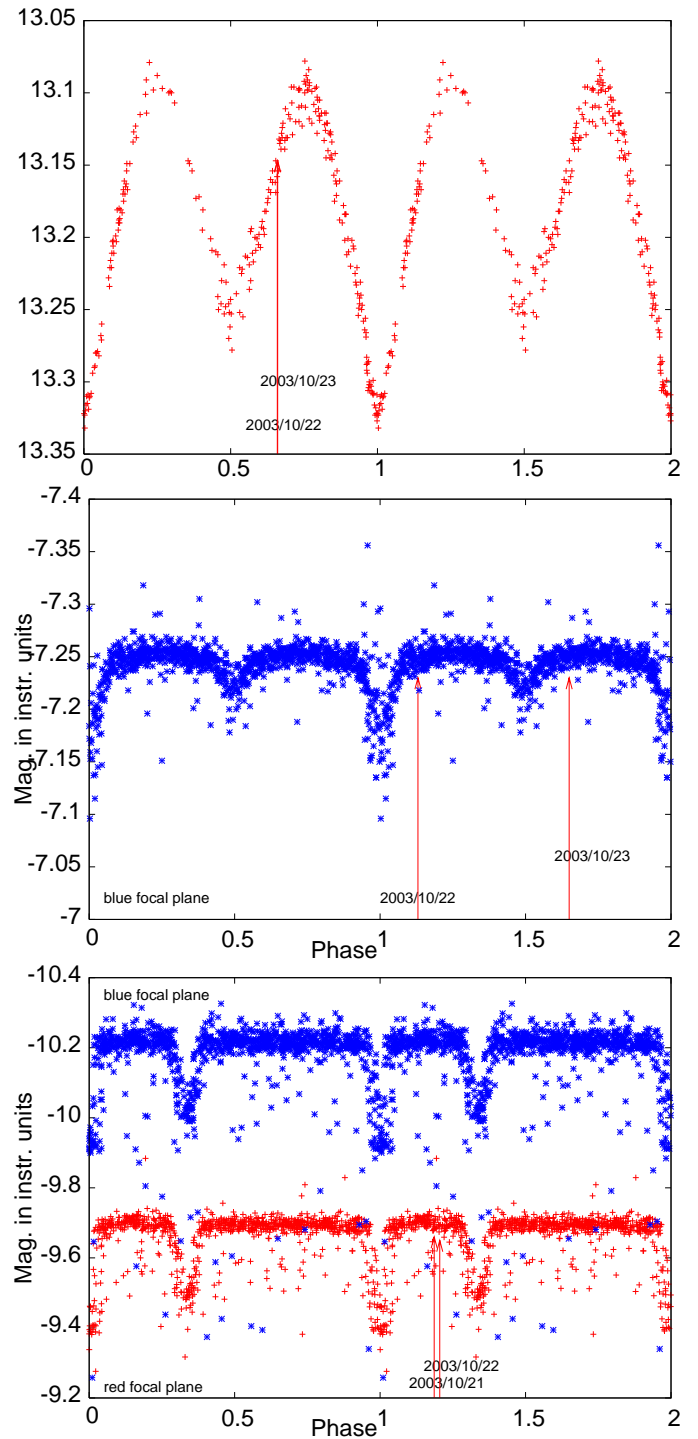 13.05
13.1
13.15
13.2
13.25
13.3
13.35
2003/10/23
2003/10/22
0 0.5 1 1.5 2
-7.4
-7.35
-7.3
-7.25
-7.2
-7.15
-7.1
-7.05
-7
Mag. in instr. units
2003/10/23
2003/10/22
blue focal plane
0 0.5 1 1.5 2
Phase
-10.4
-10.2
-10
-9.8
-9.6
-9.4
-9.2
Mag. in instr. units
blue focal plane
2003/10/22
2003/10/21
red focal plane
0 0.5 1 1.5 2
Phase